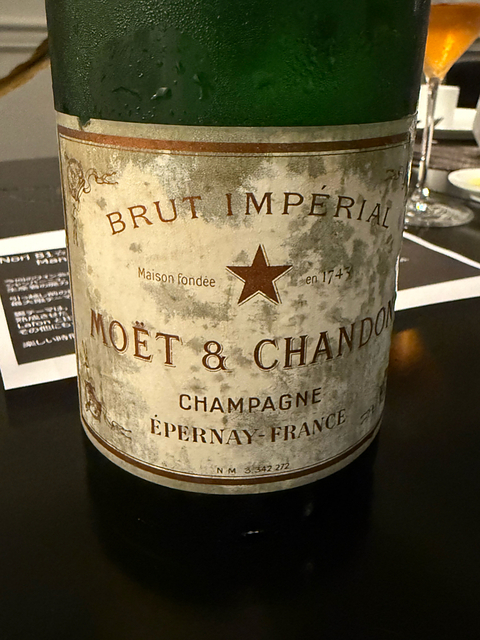 BRUT IMPÉRIAL
Maison fondée en 1743
MOËT & CHANDON
CHAMPAGNE
ÉPERNAY-FRANCE
N M 3.342 272